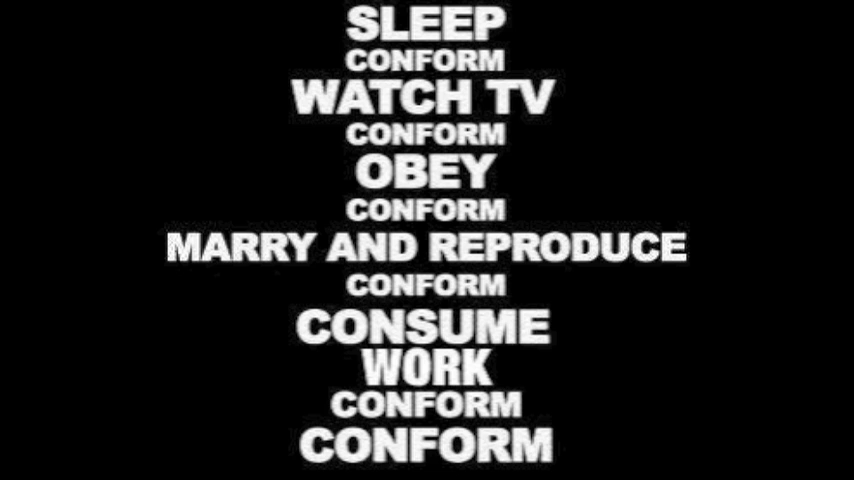 SLEEP
CONFORM
WATCH TV
CONFORM
OBEY
CONFORM
MARRY AND REPRODUCE
CONFORM
CONSUME
WORK
CONFORM
CONFORM